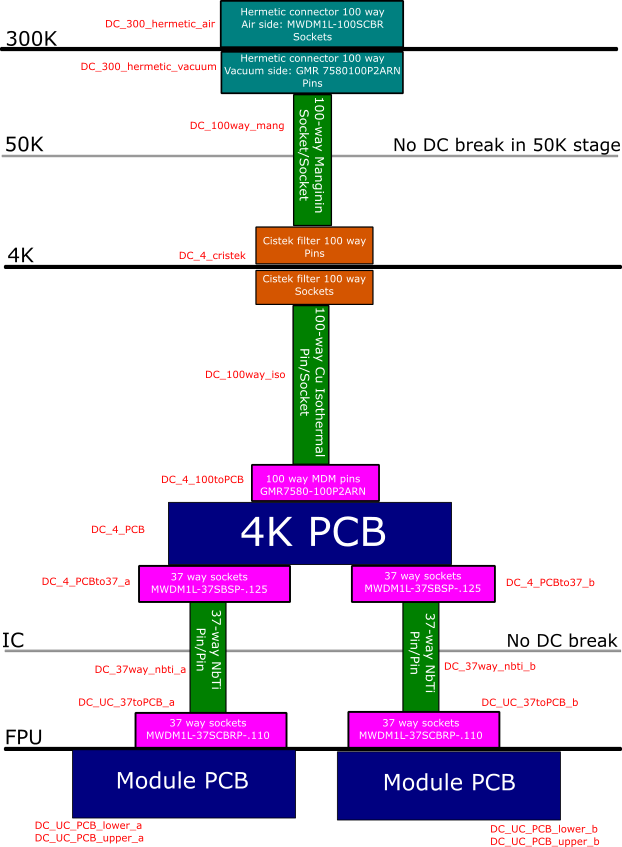 Hermetic connector 100 way
DC_300_hermetic_air
Air side: MWDM1L-100SCBR
Sockets
300K
Hermetic connector 100 way
DC_300_hermetic_vacuum
Vacuum side: GMR 7580100P2ARN
Pins
100-way Manginin
Socket/Socket
DC_100way_mang
50K
No DC break in 50K stage
Cistek filter 100 way
Pins
DC_4_cristek
4K
Cistek filter 100 way
Sockets
100-way Cu Isothermal
Pin/Socket
DC_100way_iso
DC_4_100toPCB
100 way MDM pins
GMR7580-100P2ARN
DC_4_PCB
4K PCB
DC_4_PCBto37_a
37 way sockets
MWDM1L-37SBSP-.125
37 way sockets
MWDM1L-37SBSP-.125
DC_4_PCBto37_b
37-way NbTi
Pin/Pin
37-way NbTi
Pin/Pin
IC
No DC break
DC_37way_nbti_a
DC_37way_nbti_b
DC_UC_37toPCB_a
DC_UC_37toPCB_b
FPU
37 way sockets
MWDM1L-37SCBRP-.110
37 way sockets
MWDM1L-37SCBRP-.110
Module PCB
Module PCB
DC_UC_PCB_lower_a
DC_UC_PCB_upper_a
DC_UC_PCB_lower_b
DC_UC_PCB_upper_b